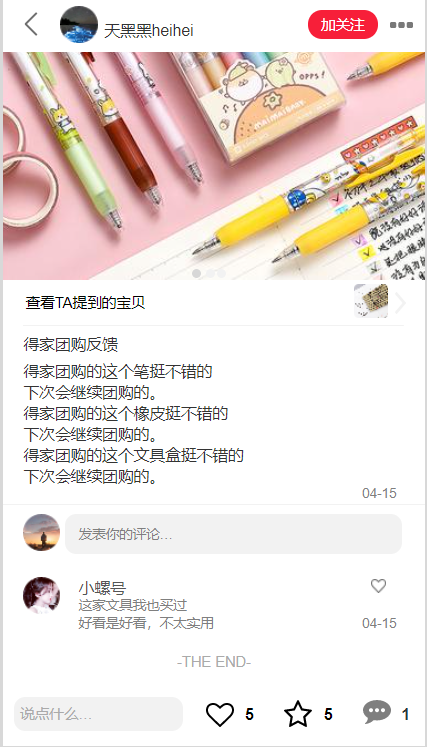 天黑黑heihei
加关注
OPPS!
MAIMAI BABY
查看TA提到的宝贝
得家团购反馈
得家团购的这个笔挺不错的
下次会继续团购的。
得家团购的这个橡皮挺不错的
下次会继续团购的。
得家团购的这个文具盒挺不错的
下次会继续团购的。
04-15
发表你的评论...
小螺号
这家文具我也买过
好看是好看，不太实用
04-15
-THE END-
说点什么...
5
5
1